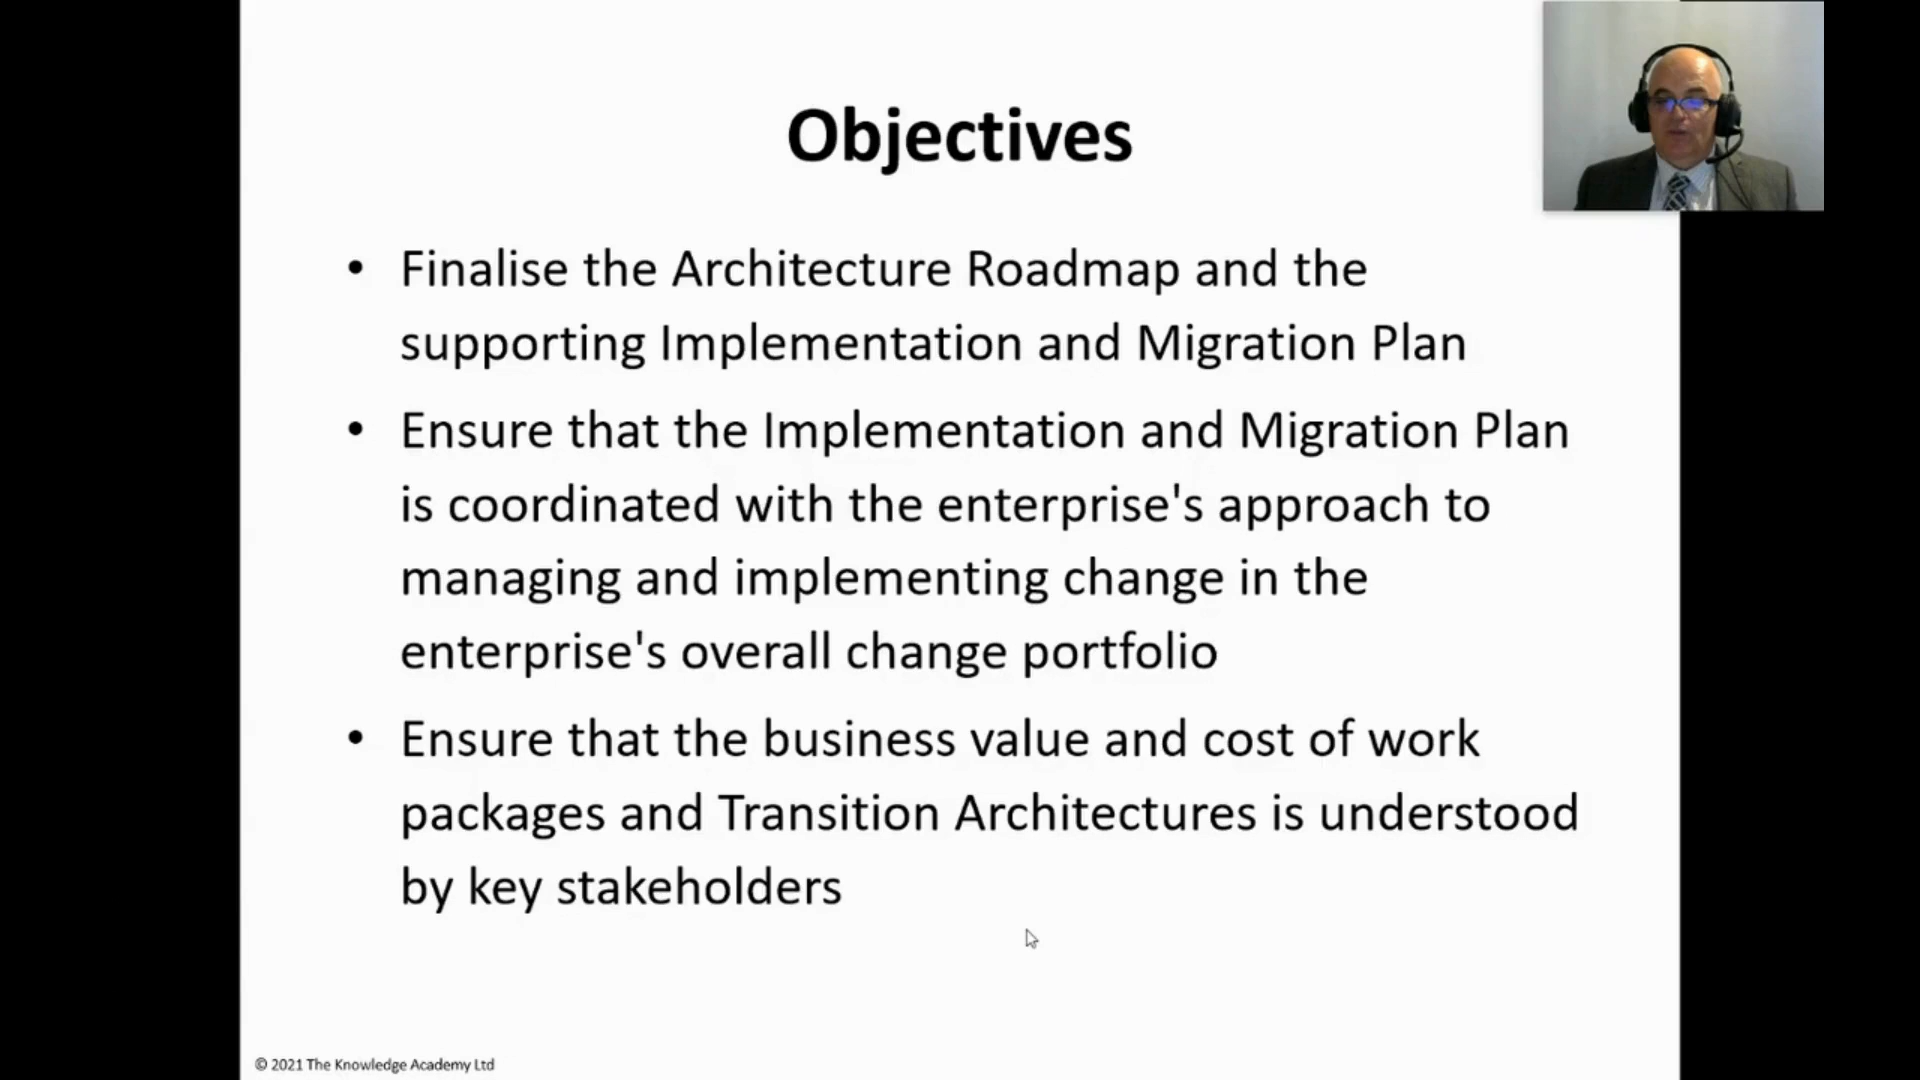 Objectives
• Finalise the Architecture Roadmap and the
supporting Implementation and Migration Plan
• Ensure that the Implementation and Migration Plan
is coordinated with the enterprise's approach to
managing and implementing change in the
enterprise's overall change portfolio
• Ensure that the business value and cost of work
packages and Transition Architectures is understood
by key stakeholders
© 2021 The Knowledge Academy Ltd